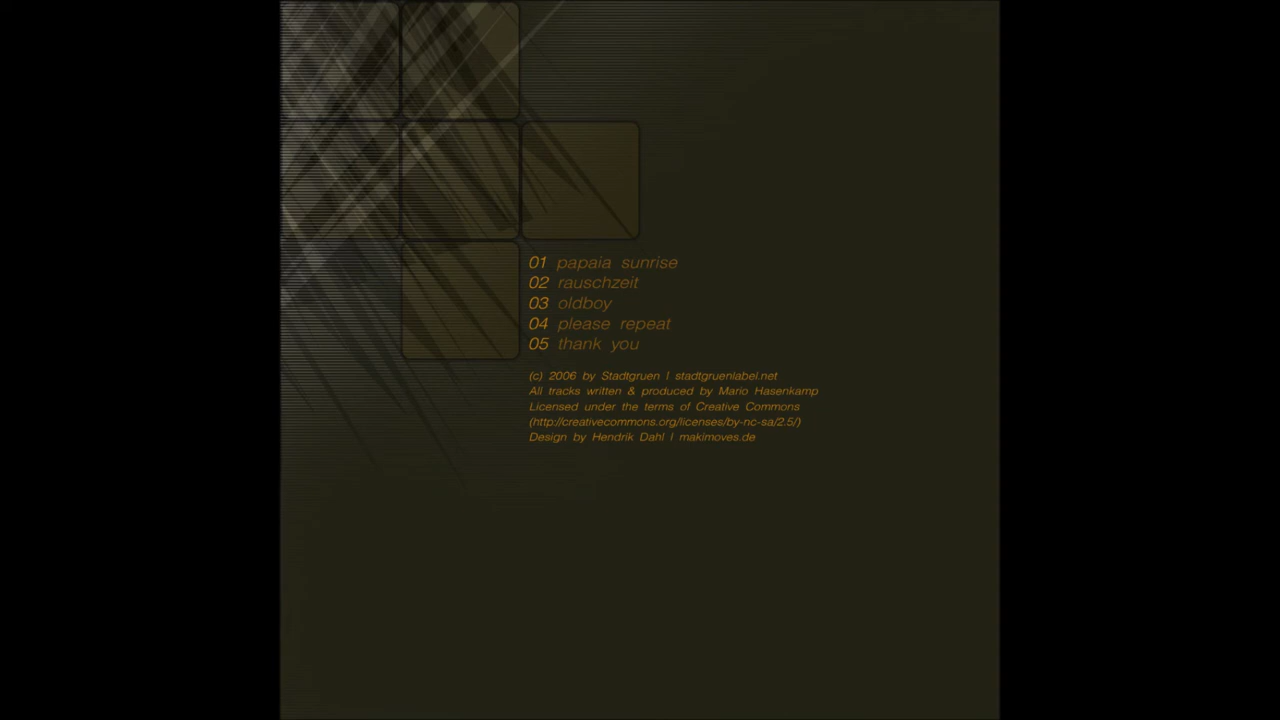 01 papaia sunrise
02 rauschzeit
03 oldboy
04 please repeat
05 thank you
(c) 2006 by Stadtgruen | stadtgruenlabel.net
All tracks written & produced by Mario Hasenkamp
Licensed under the terms of Creative Commons
(http://creativecommons.org/licenses/by-nc-sa/2.5/)
Design by Hendrik Dahl | makimoves.de